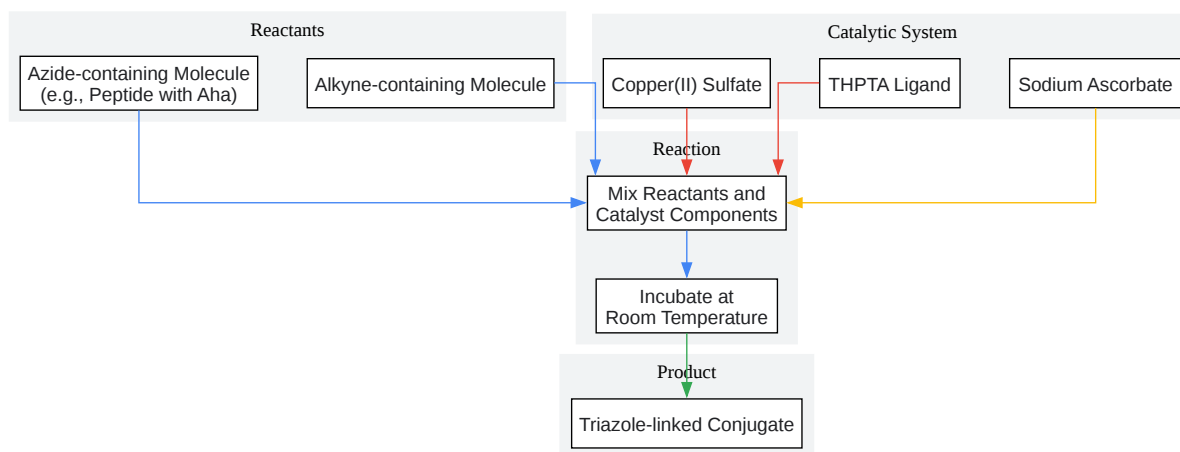 Reactants
Catalytic System
Azide-containing Molecule
(e.g., Peptide with Aha)
Alkyne-containing Molecule
Copper(II) Sulfate
THPTA Ligand
Sodium Ascorbate
Reaction
Mix Reactants and
Catalyst Components
Incubate at
Room Temperature
Product
Triazole-linked Conjugate